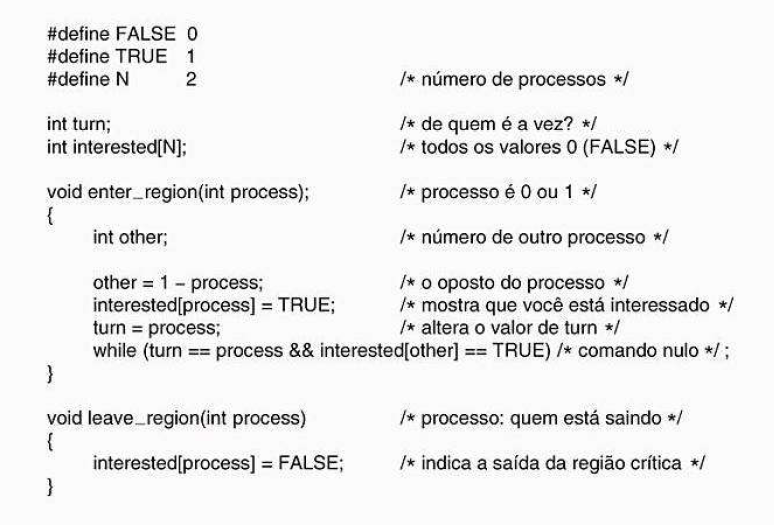 #define FALSE 0
#define TRUE 1
#define N 2 /* número de processos */
int turn; /* de quem é a vez? */
int interested[N]; /* todos os valores 0 (FALSE) */
void enter_region(int process); /* processo é 0 ou 1 */
{
int other; /* número de outro processo */
other = 1 – process; /* o oposto do processo */
interested[process] = TRUE; /* mostra que você está interessado */
turn = process; /* altera o valor de turn */
while (turn == process && interested[other] == TRUE) /* comando nulo */ ;
}
void leave_region(int process) /* processo: quem está saindo */
{
interested[process] = FALSE; /* indica a saída da região crítica */
}